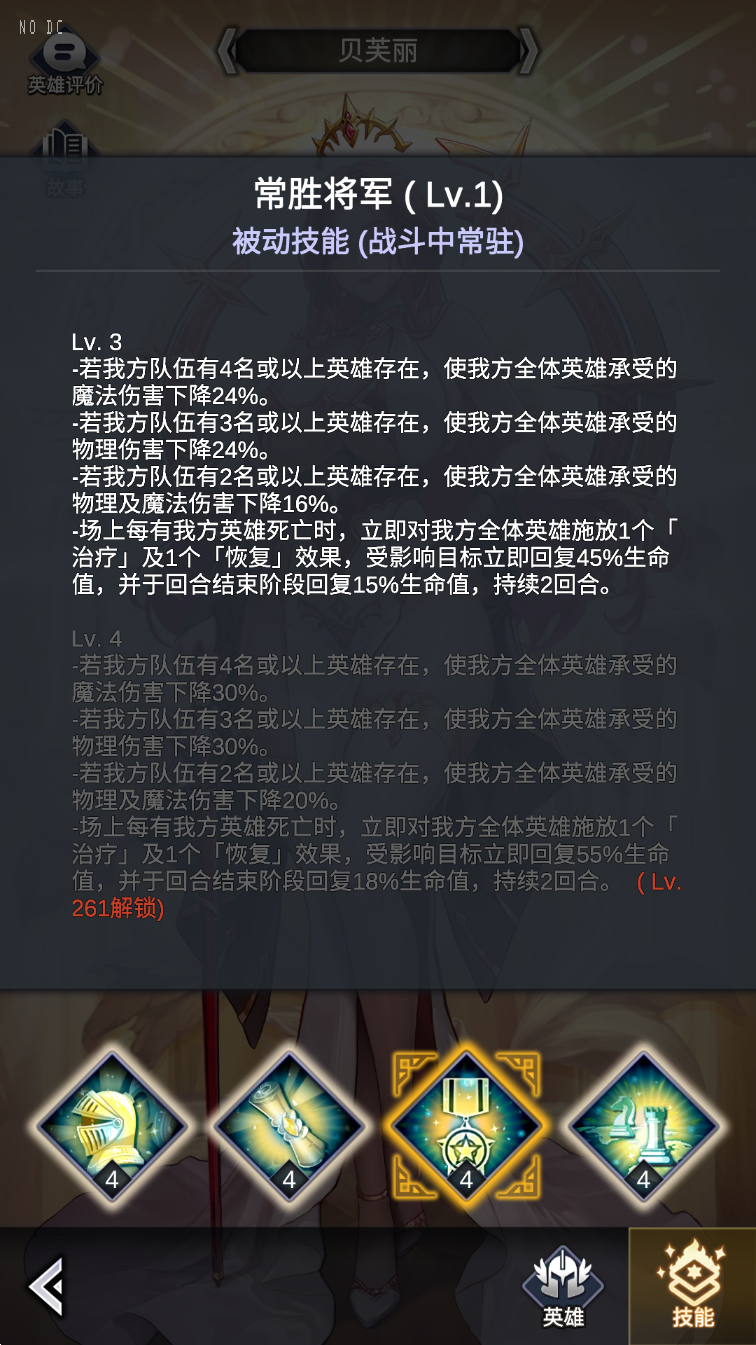 NO DC
英雄评价
贝芙丽
故事
常胜将军 ( Lv.1)
被动技能 (战斗中常驻)
Lv. 3
-若我方队伍有4名或以上英雄存在，使我方全体英雄承受的
魔法伤害下降24%。
-若我方队伍有3名或以上英雄存在，使我方全体英雄承受的
物理伤害下降24%。
-若我方队伍有2名或以上英雄存在，使我方全体英雄承受的
物理及魔法伤害下降16%。
-场上每有我方英雄死亡时，立即对我方全体英雄施放1个「
治疗」及1个「恢复」效果，受影响目标立即回复45%生命
值，并于回合结束阶段回复15%生命值，持续2回合。
Lv. 4
-若我方队伍有4名或以上英雄存在，使我方全体英雄承受的
魔法伤害下降30%。
-若我方队伍有3名或以上英雄存在，使我方全体英雄承受的
物理伤害下降30%。
-若我方队伍有2名或以上英雄存在，使我方全体英雄承受的
物理及魔法伤害下降20%。
-场上每有我方英雄死亡时，立即对我方全体英雄施放1个「
治疗」及1个「恢复」效果，受影响目标立即回复55%生命
值，并于回合结束阶段回复18%生命值，持续2回合。 ( Lv.
261解锁)
4 4 4 4
英雄 技能